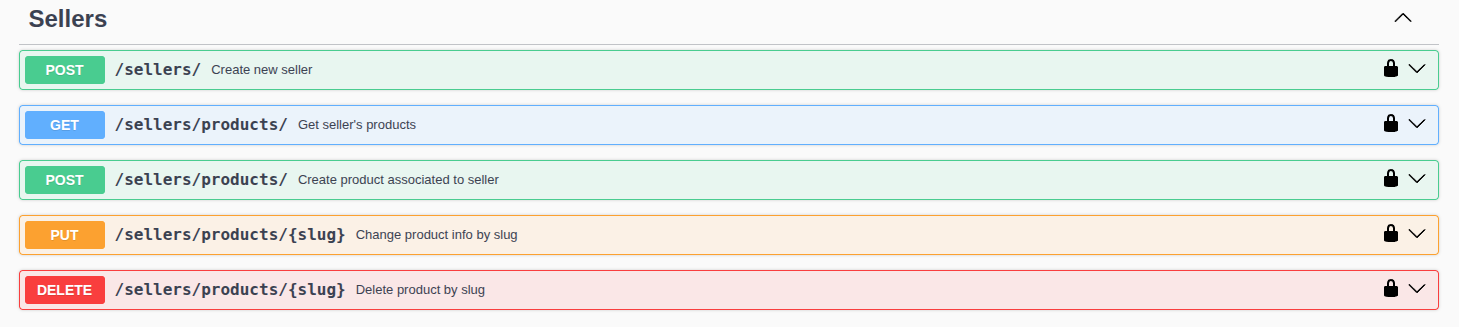 Sellers
POST /sellers/ Create new seller
GET /sellers/products/ Get seller's products
POST /sellers/products/ Create product associated to seller
PUT /sellers/products/{slug} Change product info by slug
DELETE /sellers/products/{slug} Delete product by slug